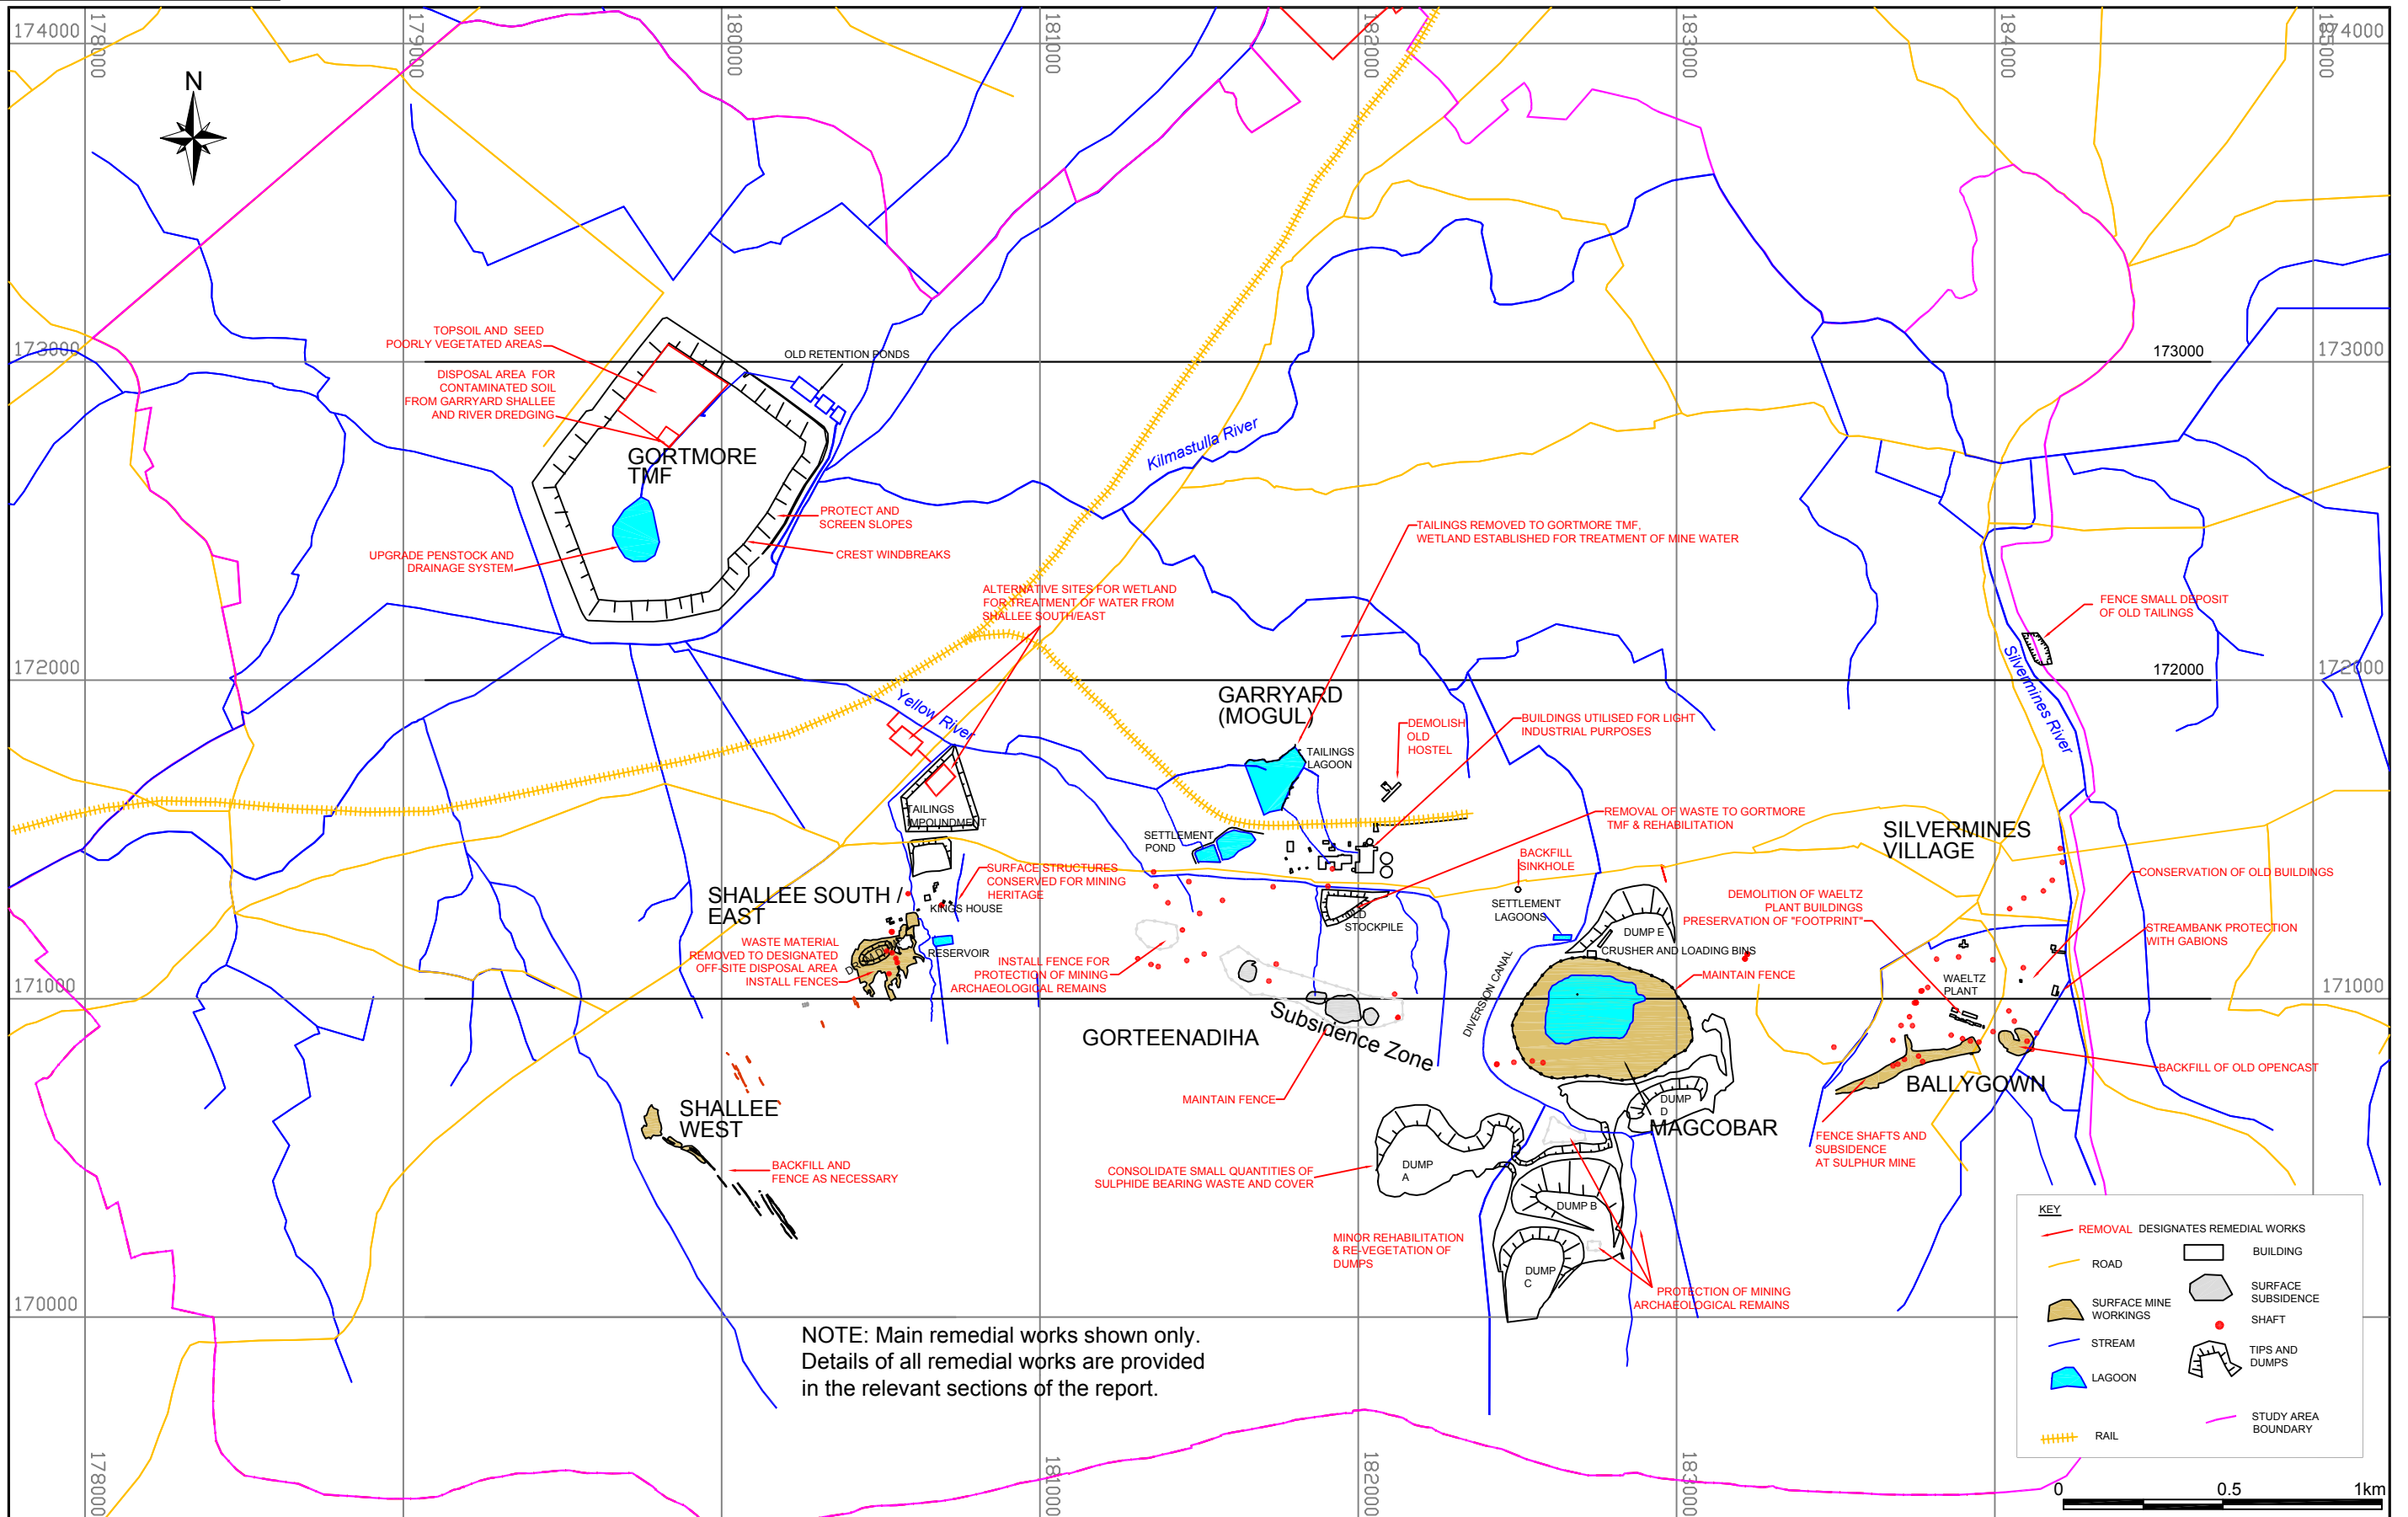 174000
178000
179000
180000
181000
182000
183000
184000
185000
174000
N
173000
173000
173000
TOPSOIL AND SEED
POORLY VEGETATED AREAS
DISPOSAL AREA FOR
CONTAMINATED SOIL
FROM GARRYARD SHALLEE
AND RIVER DREDGING
OLD RETENTION PONDS
GORTMORE
TMF
PROTECT AND
SCREEN SLOPES
CREST WINDBREAKS
UPGRADE PENSTOCK AND
DRAINAGE SYSTEM
Kilmastulla River
TAILINGS REMOVED TO GORTMORE TMF,
WETLAND ESTABLISHED FOR TREATMENT OF MINE WATER
ALTERNATIVE SITES FOR WETLAND
FOR TREATMENT OF WATER FROM
SHALLEE SOUTH/EAST
FENCE SMALL DEPOSIT
OF OLD TAILINGS
Silvermines River
172000
172000
172000
Yellow River
GARRYARD
(MOGUL)
TAILINGS
LAGOON
DEMOLISH
OLD
HOSTEL
BUILDINGS UTILISED FOR LIGHT
INDUSTRIAL PURPOSES
TAILINGS
IMPOUNDMENT
SETTLEMENT
POND
REMOVAL OF WASTE TO GORTMORE
TMF & REHABILITATION
SILVERMINES
VILLAGE
BACKFILL
SINKHOLE
SURFACE STRUCTURES
CONSERVED FOR MINING
HERITAGE
SHALLEE SOUTH /
EAST
KINGS HOUSE
CONSERVATION OF OLD BUILDINGS
DEMOLITION OF WAELTZ
PLANT BUILDINGS
PRESERVATION OF "FOOTPRINT"
SETTLEMENT
LAGOONS
OLD
STOCKPILE
DUMP E
STREAMBANK PROTECTION
WITH GABIONS
WASTE MATERIAL
REMOVED TO DESIGNATED
OFF-SITE DISPOSAL AREA
INSTALL FENCES
RESERVOIR
INSTALL FENCE FOR
PROTECTION OF MINING
ARCHAEOLOGICAL REMAINS
CRUSHER AND LOADING BINS
MAINTAIN FENCE
WAELTZ
PLANT
171000
171000
DIVERSION CANAL
Subsidence Zone
GORTEENADIHA
MAINTAIN FENCE
BACKFILL OF OLD OPENCAST
BALLYGOWN
SHALLEE
WEST
DUMP
D
MAGCOBAR
FENCE SHAFTS AND
SUBSIDENCE
AT SULPHUR MINE
BACKFILL AND
FENCE AS NECESSARY
CONSOLIDATE SMALL QUANTITIES OF
SULPHIDE BEARING WASTE AND COVER
DUMP
A
DUMP B
MINOR REHABILITATION
& RE-VEGETATION OF
DUMPS
DUMP
C
PROTECTION OF MINING
ARCHAEOLOGICAL REMAINS
170000
NOTE: Main remedial works shown only.
Details of all remedial works are provided
in the relevant sections of the report.
KEY
REMOVAL DESIGNATES REMEDIAL WORKS
BUILDING
ROAD
SURFACE
SUBSIDENCE
SURFACE MINE
WORKINGS
SHAFT
STREAM
TIPS AND
DUMPS
LAGOON
STUDY AREA
BOUNDARY
RAIL
178000
181000
182000
183000
0 0.5 1km